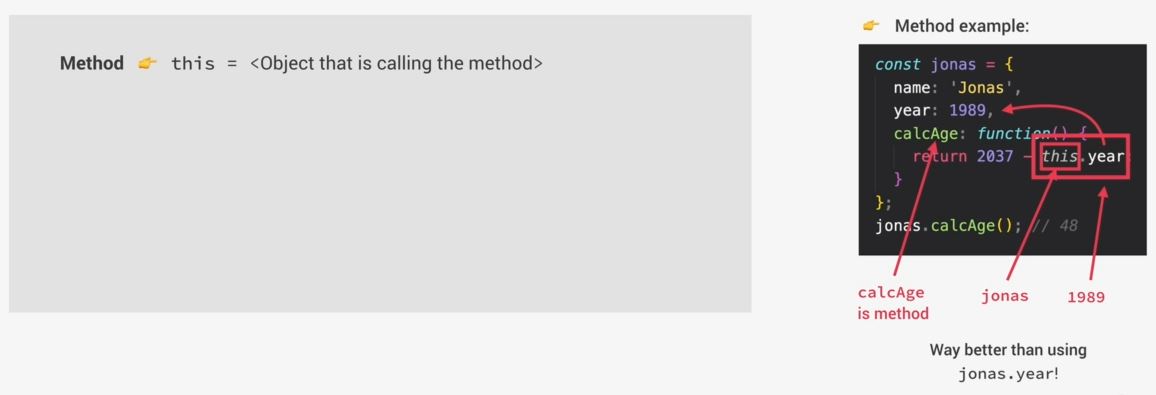 Method 👉 this = <Object that is calling the method>
👉 Method example:
const jonas = {
name: 'Jonas',
year: 1989,
calcAge: function() {
return 2037 - this.year;
}
};
jonas.calcAge(); // 48
calcAge
is method
jonas
1989
Way better than using
jonas.year!